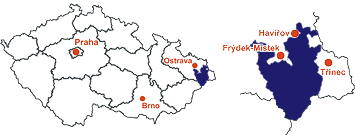 Praha
Ostrava
Brno
Havířov
Frýdek-Místek
Třinec